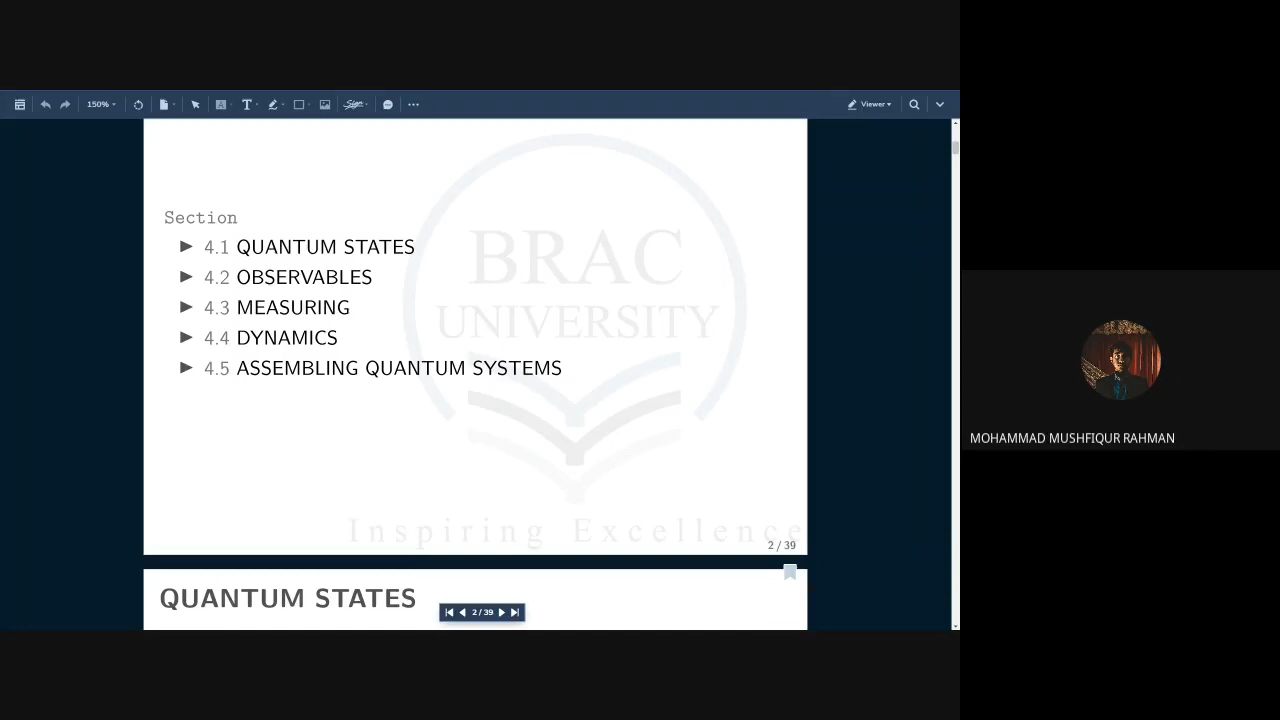 150%
T
Sign
Viewer
Section
► 4.1 QUANTUM STATES
► 4.2 OBSERVABLES
► 4.3 MEASURING
► 4.4 DYNAMICS
► 4.5 ASSEMBLING QUANTUM SYSTEMS
BRAC
UNIVERSITY
Inspiring Excellence
2 / 39
QUANTUM STATES
2 / 39
MOHAMMAD MUSHFIQUR RAHMAN